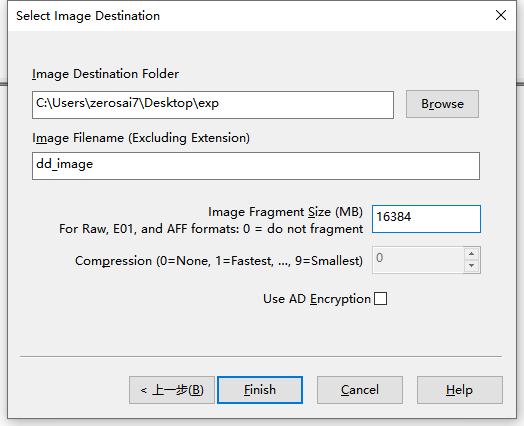 Select Image Destination
Image Destination Folder
C:\Users\zerosai7\Desktop\exp
Browse
Image Filename (Excluding Extension)
dd_image
Image Fragment Size (MB)
16384
For Raw, E01, and AFF formats: 0 = do not fragment
Compression (0=None, 1=Fastest, ..., 9=Smallest)
0
Use AD Encryption
< 上一步(B)
Finish
Cancel
Help